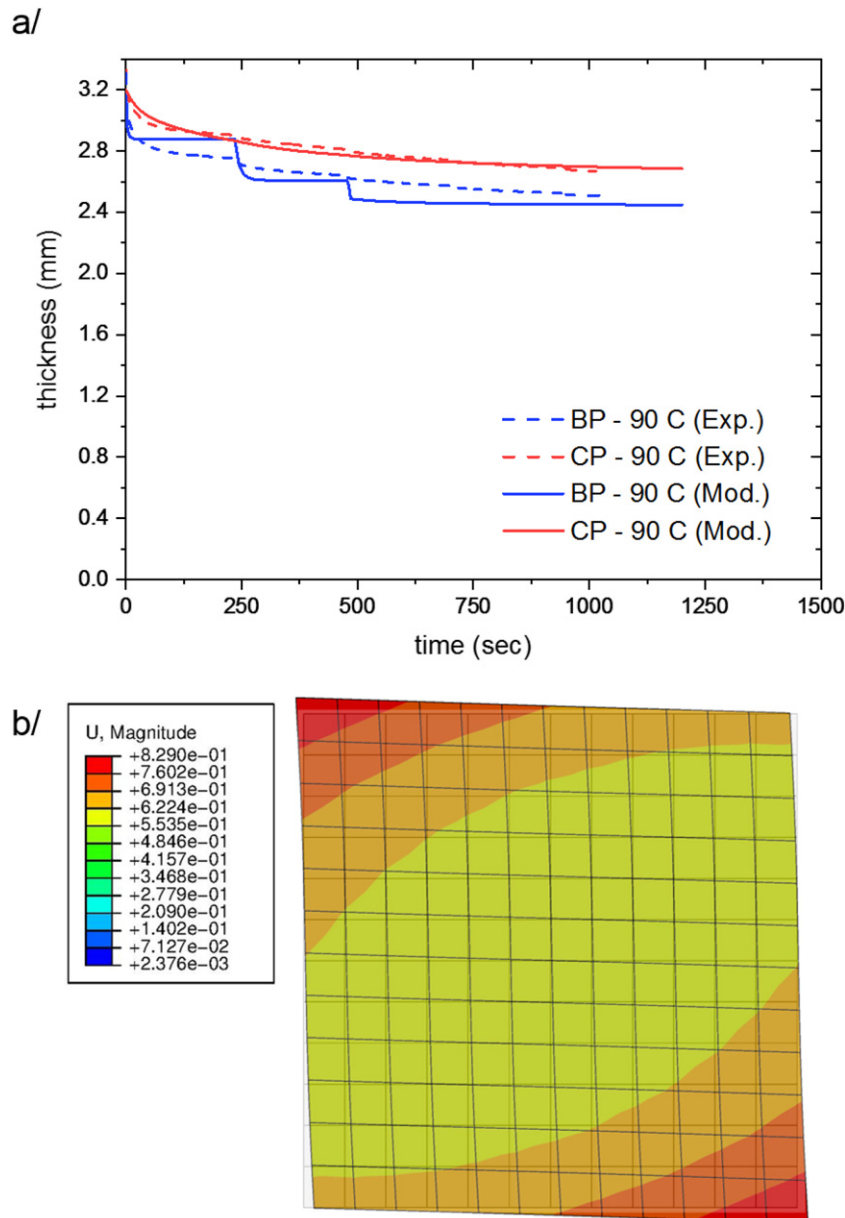 a/
3.2
2.8
2.4
2.0
1.6
1.2
0.8
0.4
0.0
thickness (mm)
BP - 90 C (Exp.)
CP - 90 C (Exp.)
BP - 90 C (Mod.)
CP - 90 C (Mod.)
0 250 500 750 1000 1250 1500
time (sec)
b/
U, Magnitude
+8.290e-01
+7.602e-01
+6.913e-01
+6.224e-01
+5.535e-01
+4.846e-01
+4.157e-01
+3.468e-01
+2.779e-01
+2.090e-01
+1.402e-01
+7.127e-02
+2.376e-03